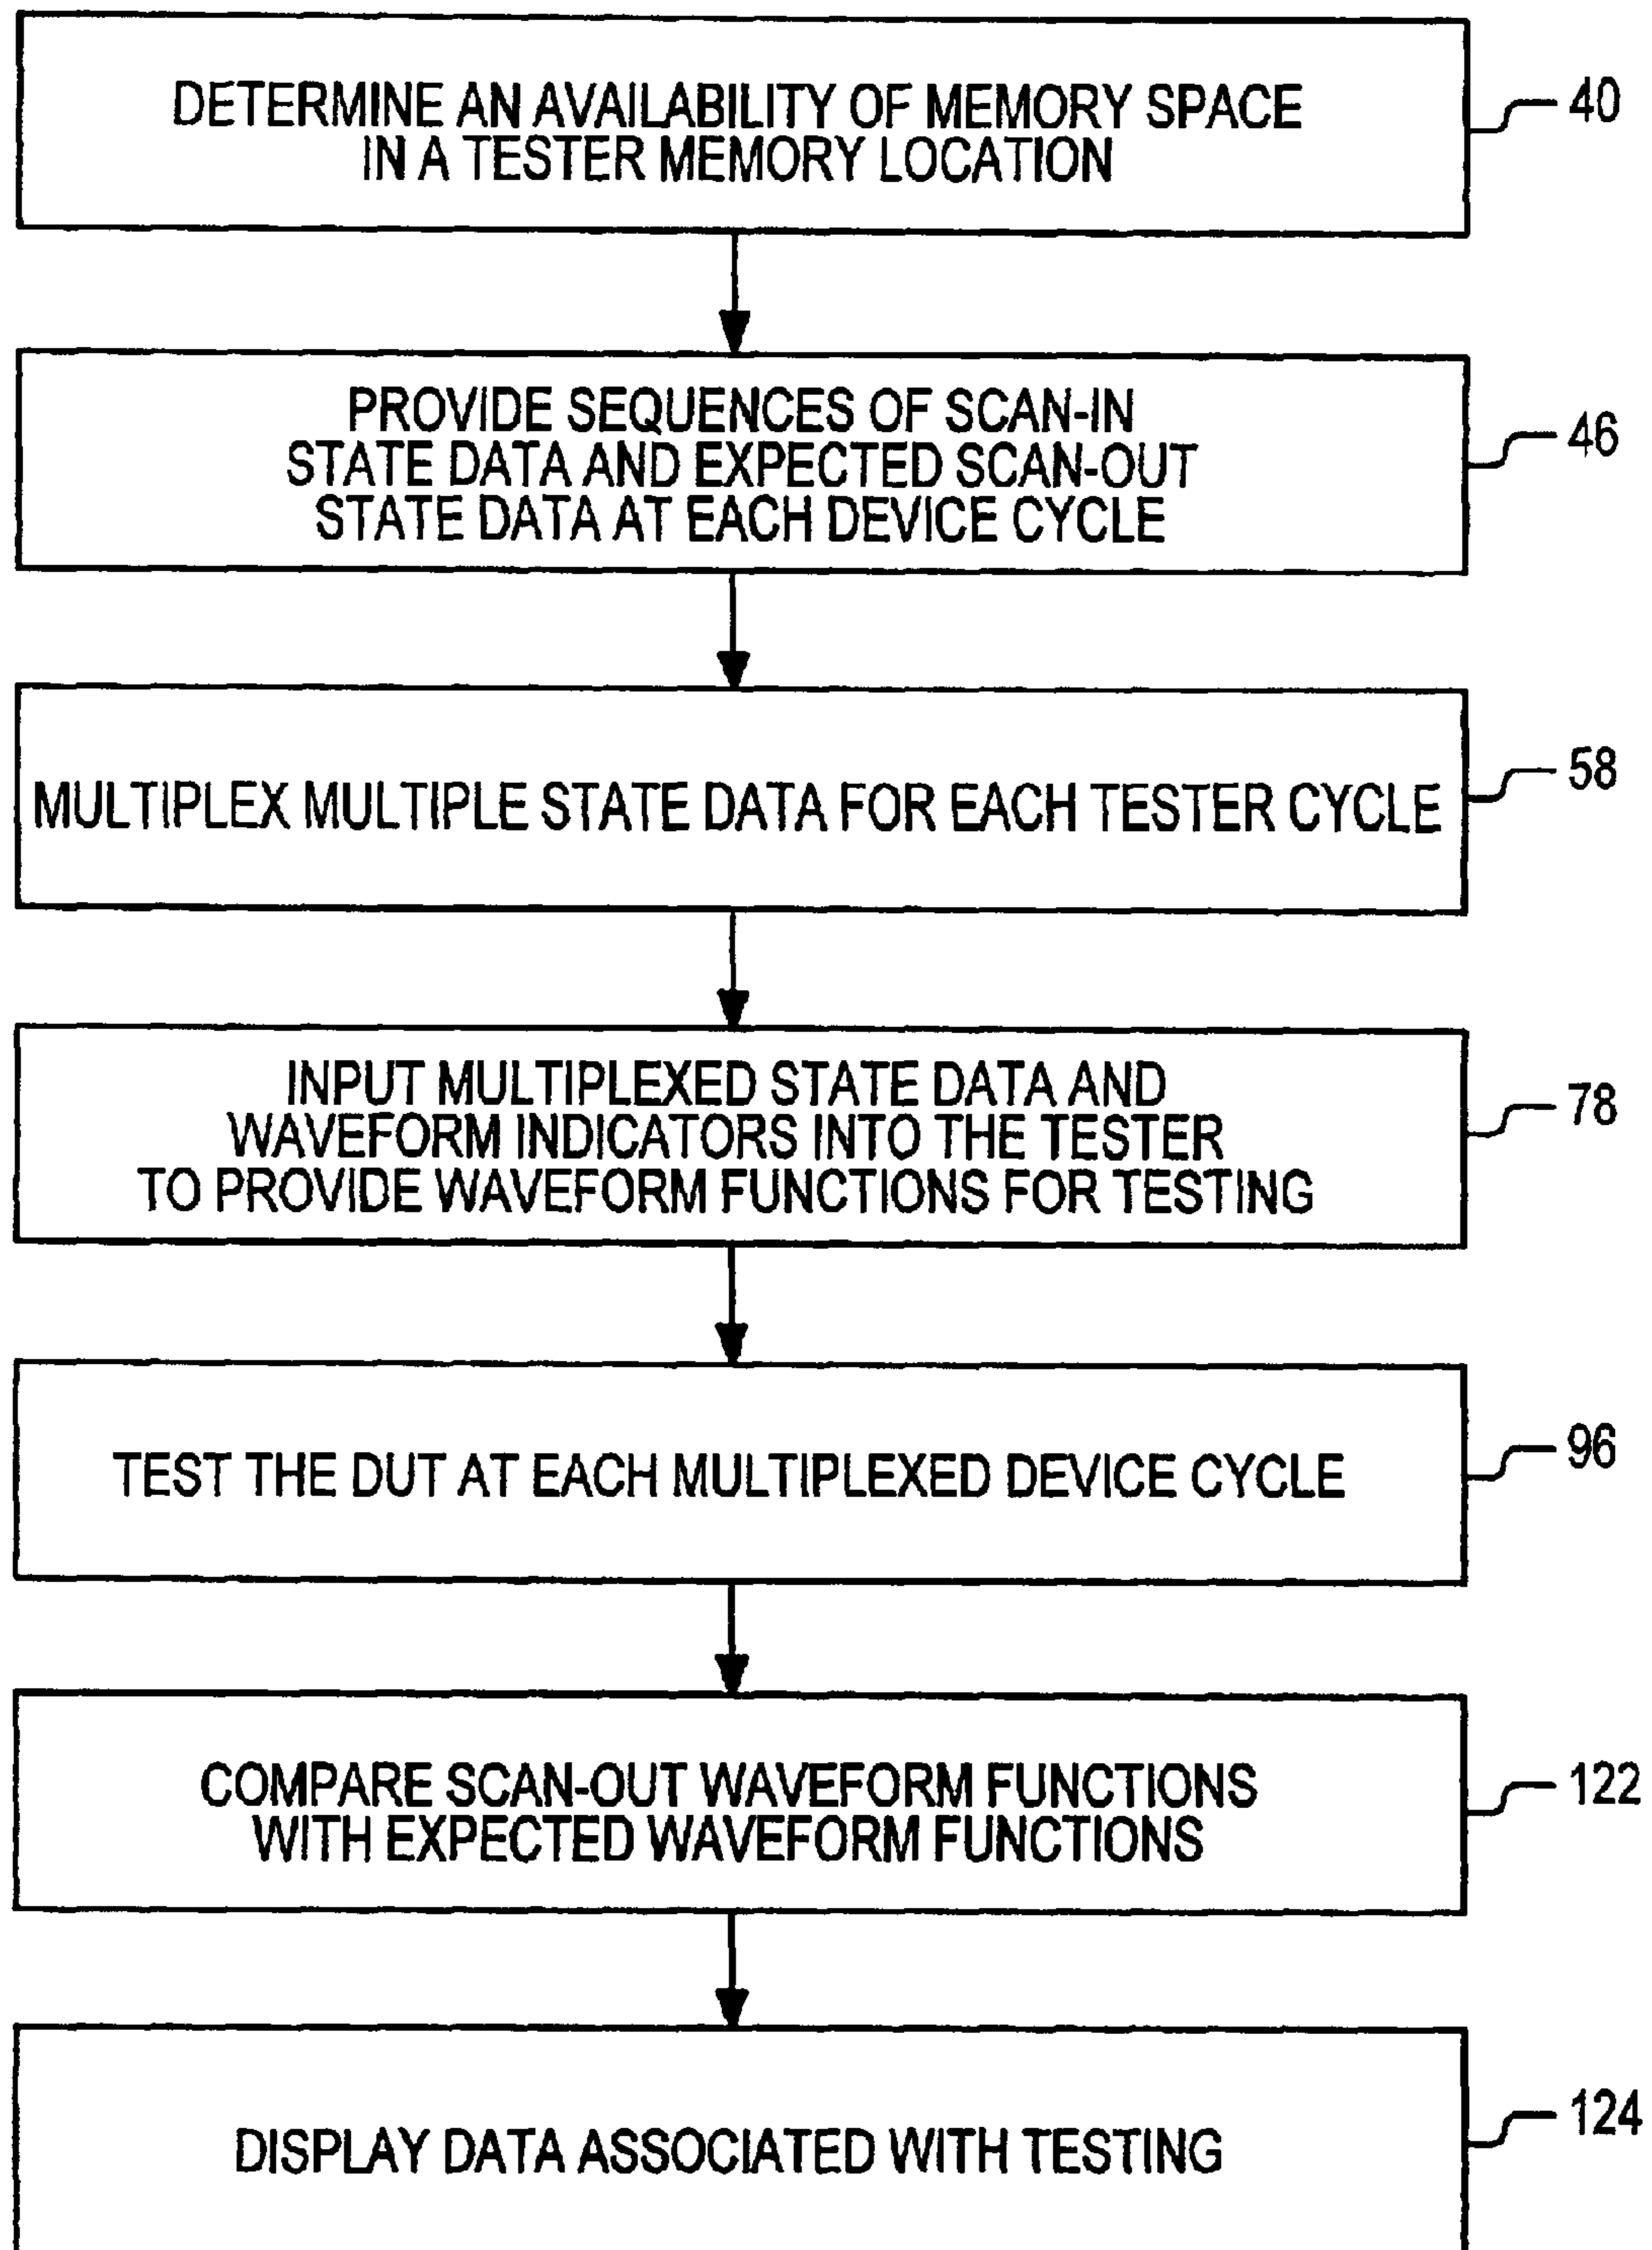 DETERMINE AN AVAILABILITY OF MEMORY SPACE
IN A TESTER MEMORY LOCATION
40
PROVIDE SEQUENCES OF SCAN-IN
STATE DATA AND EXPECTED SCAN-OUT
STATE DATA AT EACH DEVICE CYCLE
46
MULTIPLEX MULTIPLE STATE DATA FOR EACH TESTER CYCLE
58
INPUT MULTIPLEXED STATE DATA AND
WAVEFORM INDICATORS INTO THE TESTER
TO PROVIDE WAVEFORM FUNCTIONS FOR TESTING
78
TEST THE DUT AT EACH MULTIPLEXED DEVICE CYCLE
96
COMPARE SCAN-OUT WAVEFORM FUNCTIONS
WITH EXPECTED WAVEFORM FUNCTIONS
122
DISPLAY DATA ASSOCIATED WITH TESTING
124